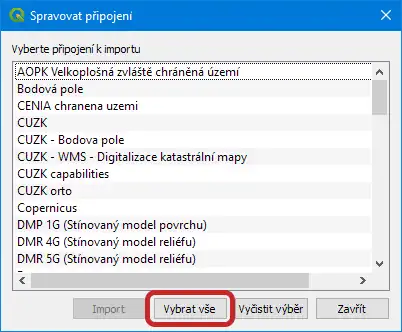 Spravovat připojení
Vyberte připojení k importu
AOPK Velkoplošná zvláště chráněná území
Bodová pole
CENIA chranena uzemi
CUZK
CUZK - Bodova pole
CUZK - WMS - Digitalizace katastrální mapy
CUZK capabilities
CUZK orto
Copernicus
DMP 1G (Stínovaný model povrchu)
DMR 4G (Stínovaný model reliéfu)
DMR 5G (Stínovaný model reliéfu)
Import Vybrat vše Vyčistit výběr Zavřít